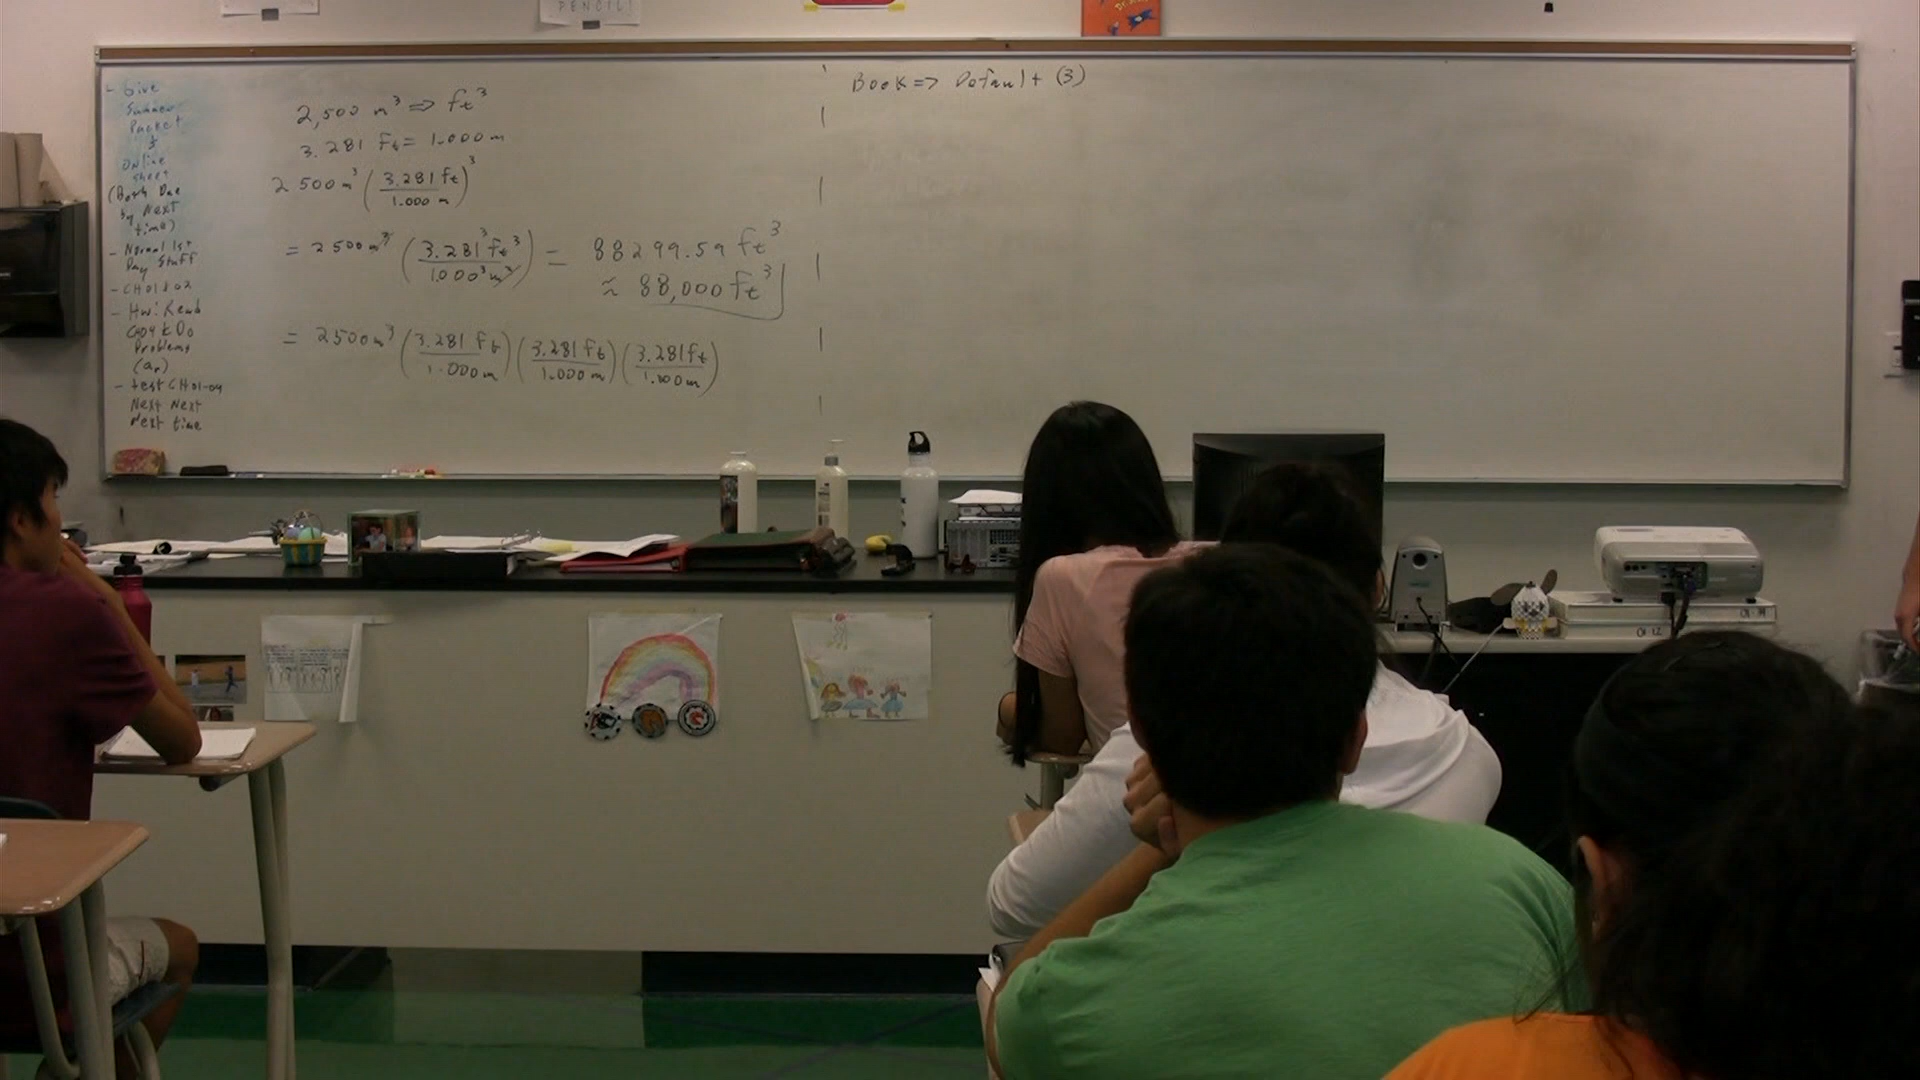 PENCIL!
- Give
Summer
Packet
&
Online
sheet
(Both Due
by Next
time)
- Normal 1st
Day Stuff
- CH01 & 02
- HW: Read
CH04 & Do
Problems
- test CH01-04
Next Next
Next time
2,500 m³ => ft³
3.281 Ft = 1.000 m
2500 m³ (3.281 ft / 1.000 m)³
= 2500 m³ (3.281³ ft³ / 1.000³ m³) = 88299.59 ft³
≈ 88,000 ft³
= 2500 m³ (3.281 ft / 1.000 m) (3.281 ft / 1.000 m) (3.281 ft / 1.000 m)
Book => Default (3)